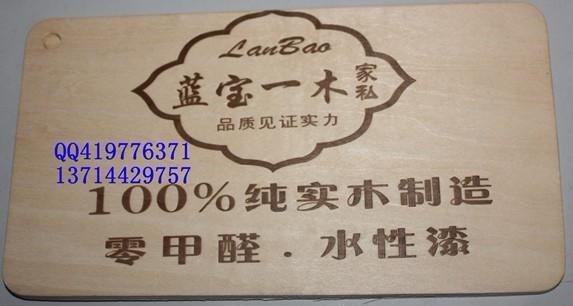 LanBao
蓝宝一木家私
品质见证实力
QQ419776371
13714429757
100%纯实木制造
零甲醛.水性漆